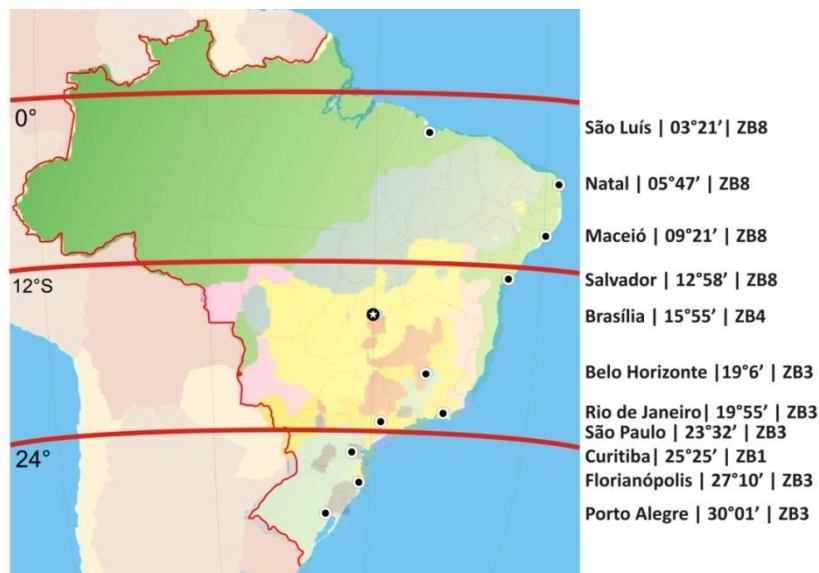 0°
São Luís | 03°21’| ZB8
Natal | 05°47’ | ZB8
Maceió | 09°21’ | ZB8
12°S
Salvador | 12°58’ | ZB8
Brasília | 15°55’ | ZB4
Belo Horizonte |19°6’ | ZB3
Rio de Janeiro| 19°55’ | ZB3
São Paulo | 23°32’ | ZB3
24°
Curitiba| 25°25’ | ZB1
Florianópolis | 27°10’ | ZB3
Porto Alegre | 30°01’ | ZB3